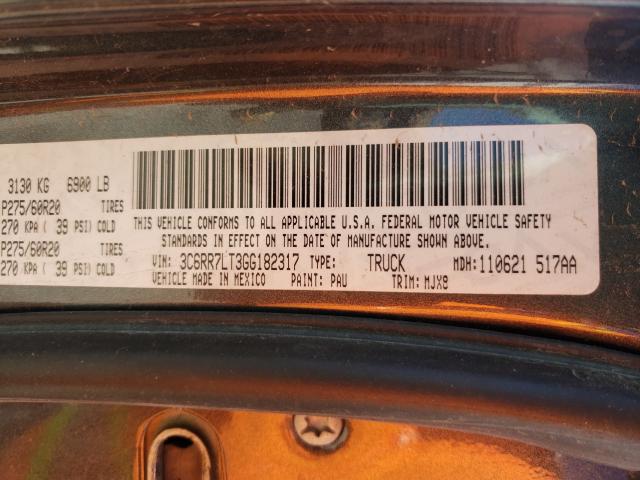 3130 KG 6900 LB
P275/60R20 TIRES
270 KPA ( 39 PSI) COLD
P275/60R20 TIRES
270 KPA ( 39 PSI) COLD
THIS VEHICLE CONFORMS TO ALL APPLICABLE U.S.A. FEDERAL MOTOR VEHICLE SAFETY
STANDARDS IN EFFECT ON THE DATE OF MANUFACTURE SHOWN ABOVE.
VIN: 3C6RR7LT3GG182317 TYPE: TRUCK MDH: 110621 517AA
VEHICLE MADE IN MEXICO PAINT: PAU TRIM: MJX9